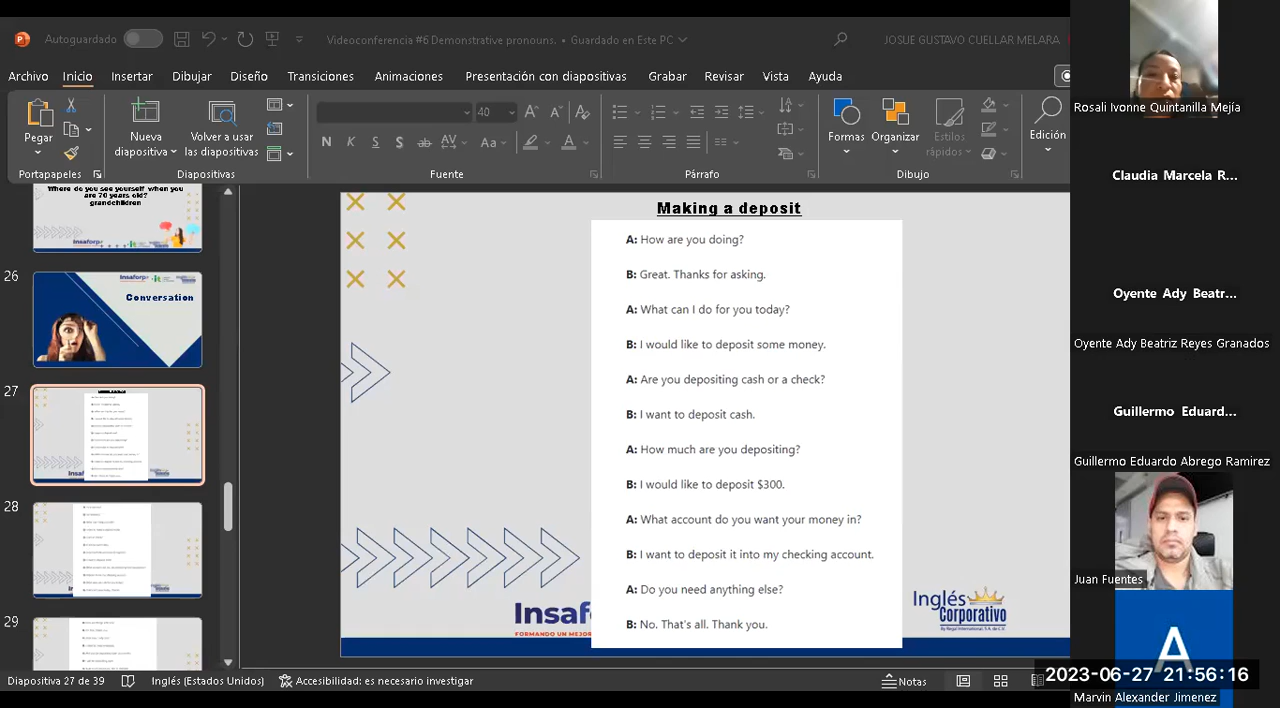 Autoguardado
Videoconferencia #6 Demonstrative pronouns. • Guardado en Este PC
JOSUE GUSTAVO CUELLAR MELARA
Archivo Inicio Insertar Dibujar Diseño Transiciones Animaciones Presentación con diapositivas Grabar Revisar Vista Ayuda
Pegar
Nueva diapositiva
Volver a usar las diapositivas
40
N K S S ab AV Aa A
Formas Organizar Estilos rápidos Edición
Portapapeles Diapositivas Fuente Párrafo Dibujo
Where do you see yourself when you
are 70 years old?
grandchildren
Insaforp
26
Conversation
27
28
29
Making a deposit
A: How are you doing?
B: Great. Thanks for asking.
A: What can I do for you today?
B: I would like to deposit some money.
A: Are you depositing cash or a check?
B: I want to deposit cash.
A: How much are you depositing?
B: I would like to deposit $300.
A: What account do you want your money in?
B: I want to deposit it into my checking account.
A: Do you need anything else?
B: No. That's all. Thank you.
Insaf
FORMANDO UN MEJOR
Inglés
Corporativo
Diapositiva 27 de 39
Inglés (Estados Unidos)
Accesibilidad: es necesario investigar
Notas
Rosali Ivonne Quintanilla Mejía
Claudia Marcela R...
Oyente Ady Beatr...
Oyente Ady Beatriz Reyes Granados
Guillermo Eduard...
Guillermo Eduardo Abrego Ramirez
Juan Fuentes
A
2023-06-27 21:56:16
Marvin Alexander Jimenez